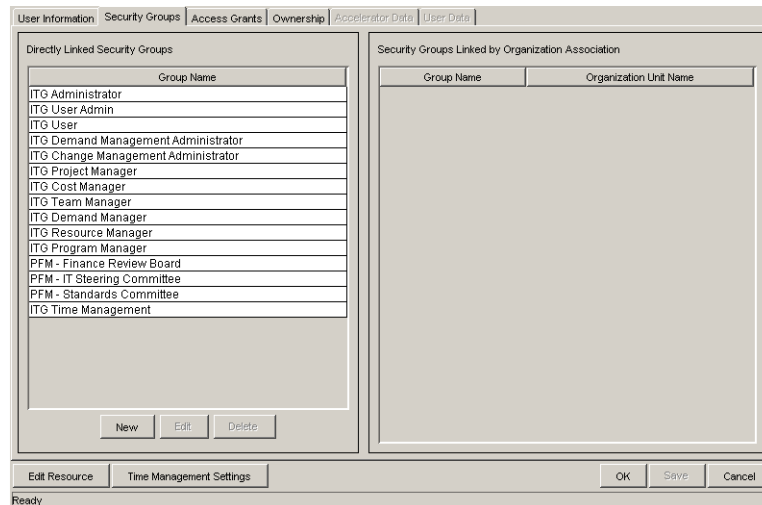 User Information Security Groups Access Grants Ownership Accelerator Data User Data
Directly Linked Security Groups
Group Name
ITG Administrator
ITG User Admin
ITG User
ITG Demand Management Administrator
ITG Change Management Administrator
ITG Project Manager
ITG Cost Manager
ITG Team Manager
ITG Demand Manager
ITG Resource Manager
ITG Program Manager
PFM - Finance Review Board
PFM - IT Steering Committee
PFM - Standards Committee
ITG Time Management
New Edit Delete
Security Groups Linked by Organization Association
Group Name Organization Unit Name
Edit Resource Time Management Settings OK Save Cancel
Ready